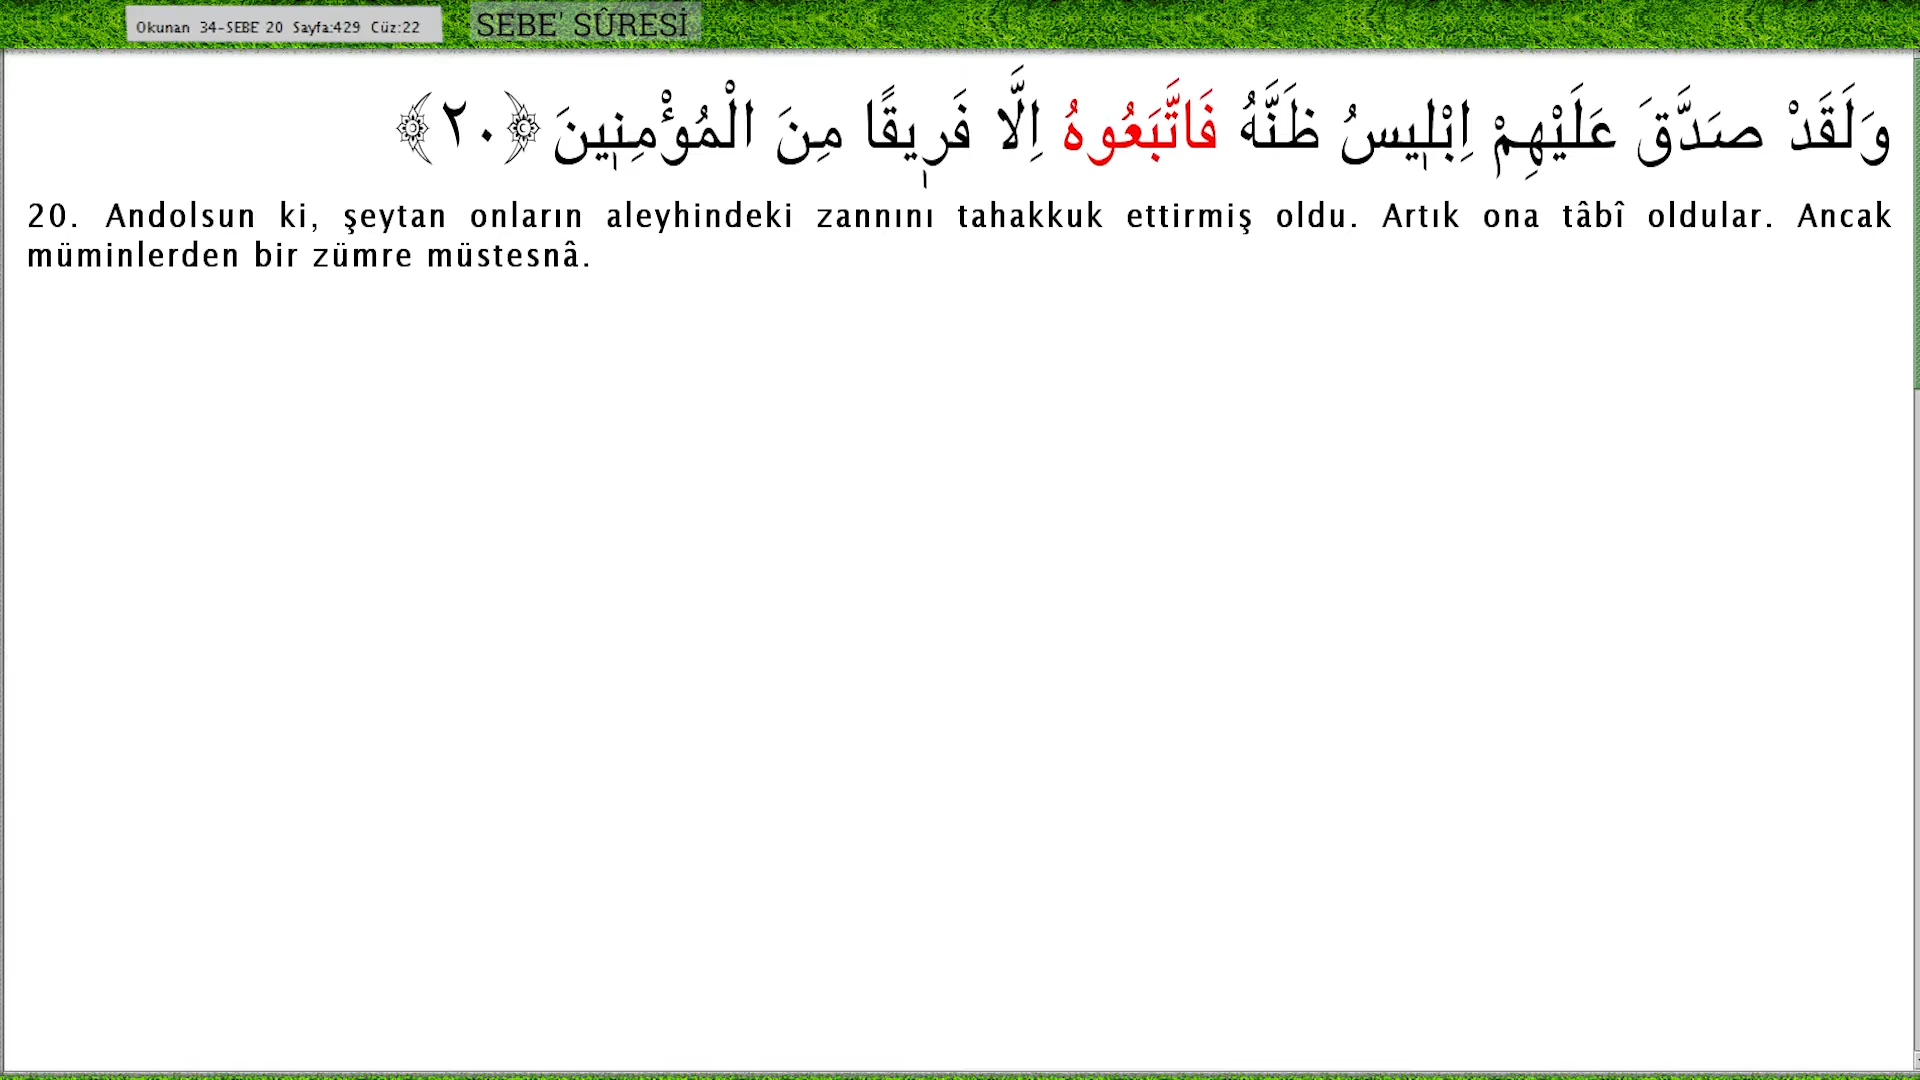 Okunan 34-SEBE 20 Sayfa:429 Cüz:22
SEBE' SÛRESİ
وَلَقَدْ صَدَّقَ عَلَيْهِمْ اِبْلٖيسُ ظَنَّهُ فَاتَّبَعُوهُ اِلَّا فَرٖيقًا مِنَ الْمُؤْمِنٖينَ ﴿٢٠﴾
20. Andolsun ki, şeytan onların aleyhindeki zannını tahakkuk ettirmiş oldu. Artık ona tâbî oldular. Ancak
müminlerden bir zümre müstesnâ.